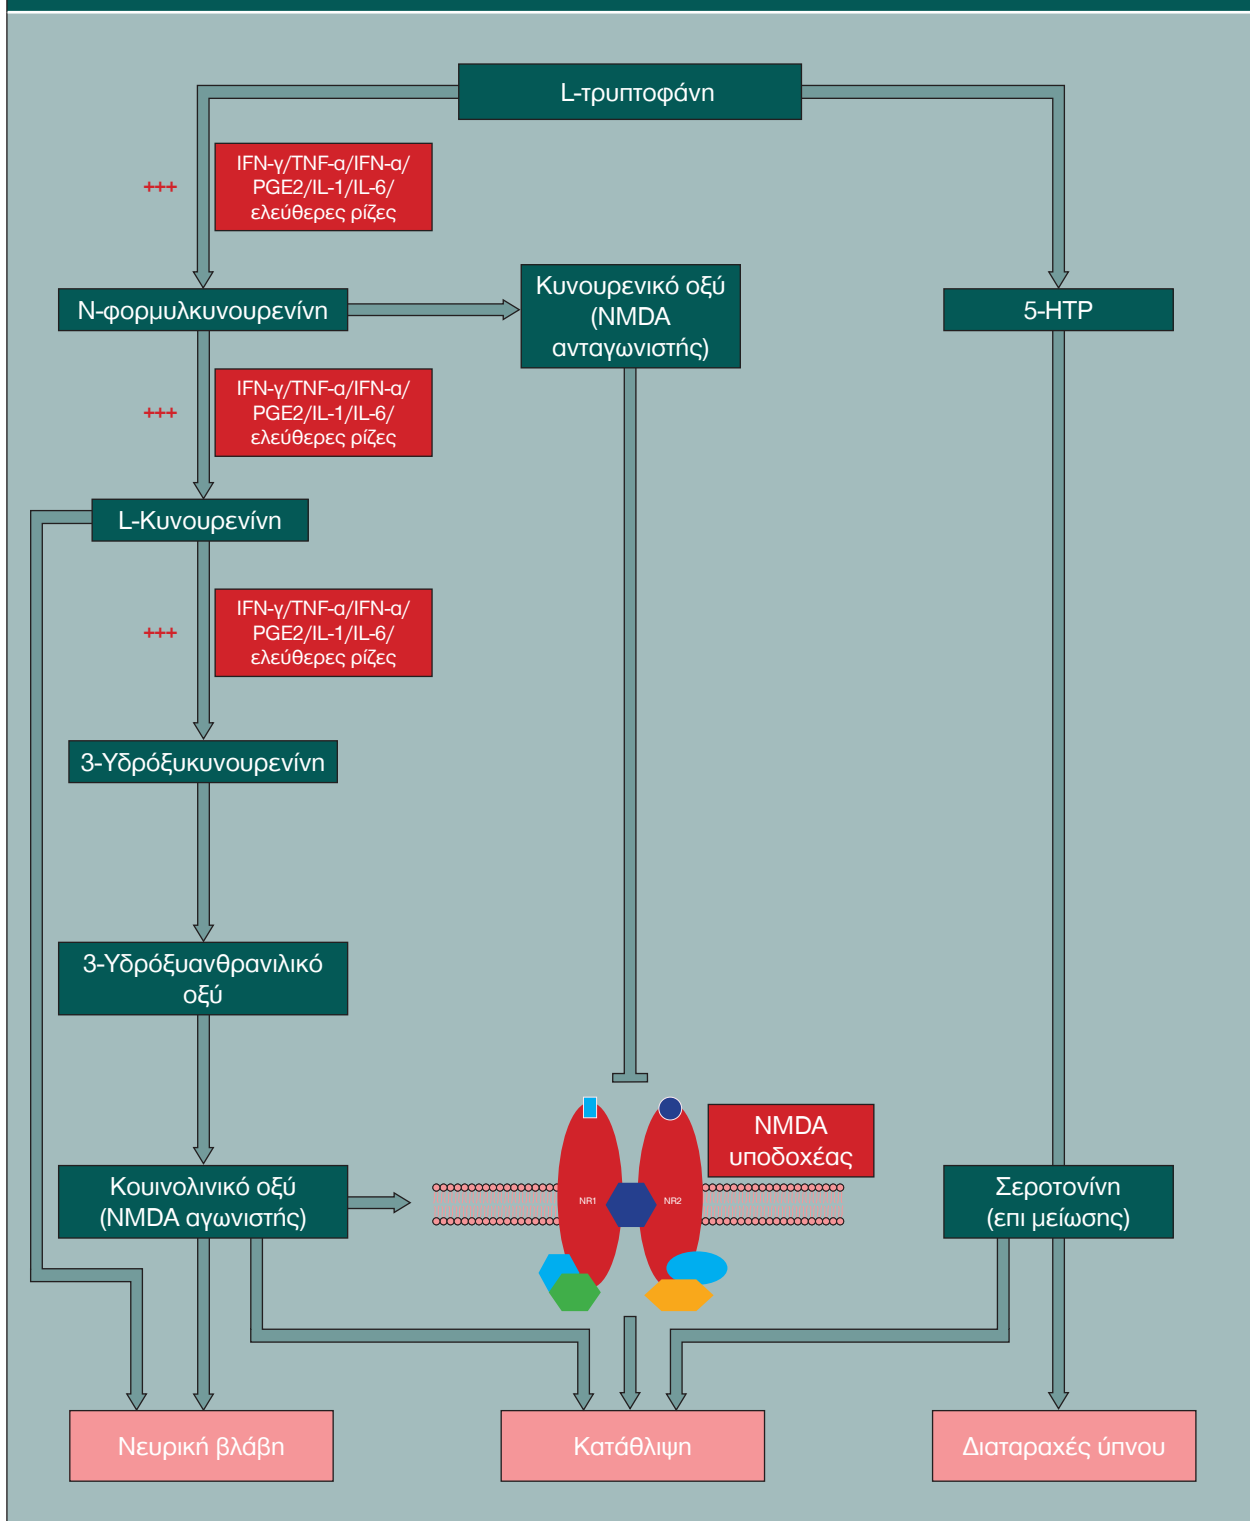 L-τρυπτοφάνη
IFN-γ/TNF-α/IFN-α/
PGE2/IL-1/IL-6/
ελεύθερες ρίζες
+++
Ν-φορμυλκυνουρενίνη
Κυνουρενικό οξύ
(NMDA
ανταγωνιστής)
5-HTP
IFN-γ/TNF-α/IFN-α/
PGE2/IL-1/IL-6/
ελεύθερες ρίζες
+++
L-Κυνουρενίνη
IFN-γ/TNF-α/IFN-α/
PGE2/IL-1/IL-6/
ελεύθερες ρίζες
+++
3-Υδρόξυκυνουρενίνη
3-Υδρόξυανθρανιλικό
οξύ
NMDA
υποδοχέας
Κουινολινικό οξύ
(NMDA αγωνιστής)
NR1
NR2
Σεροτονίνη
(επι μείωσης)
Νευρική βλάβη
Κατάθλιψη
Διαταραχές ύπνου